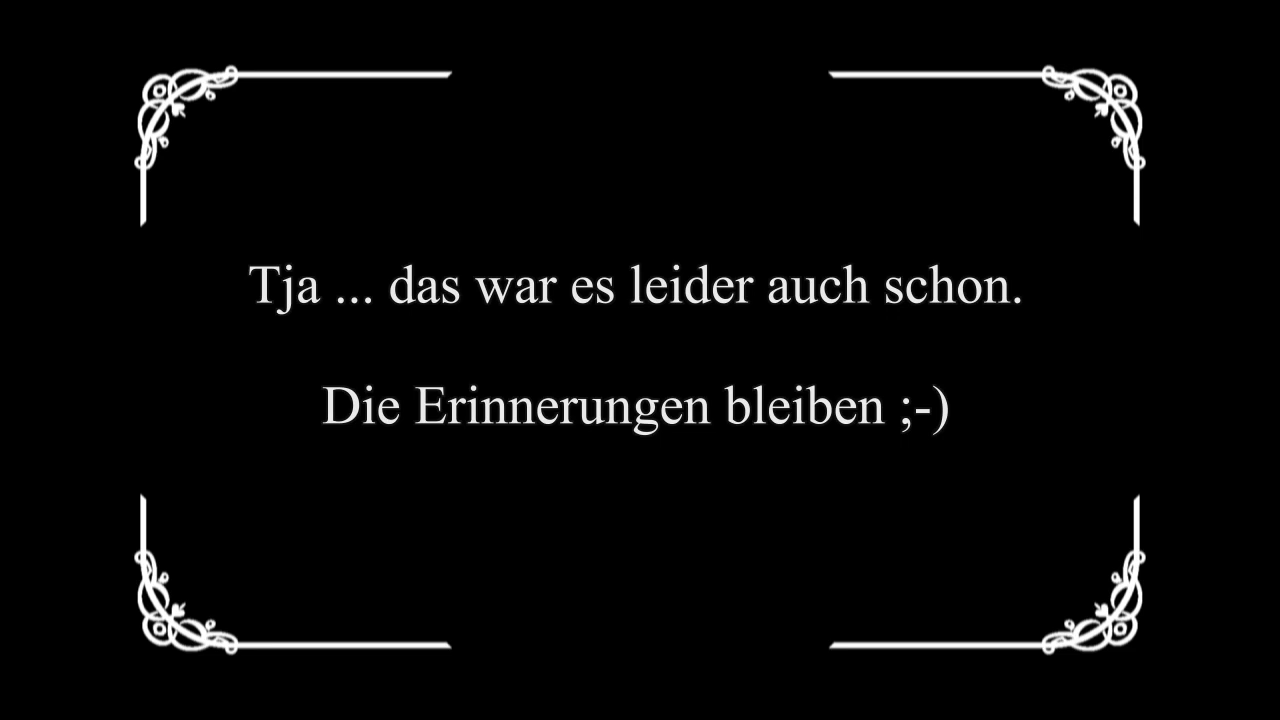 Tja ... das war es leider auch schon.
Die Erinnerungen bleiben ;-)